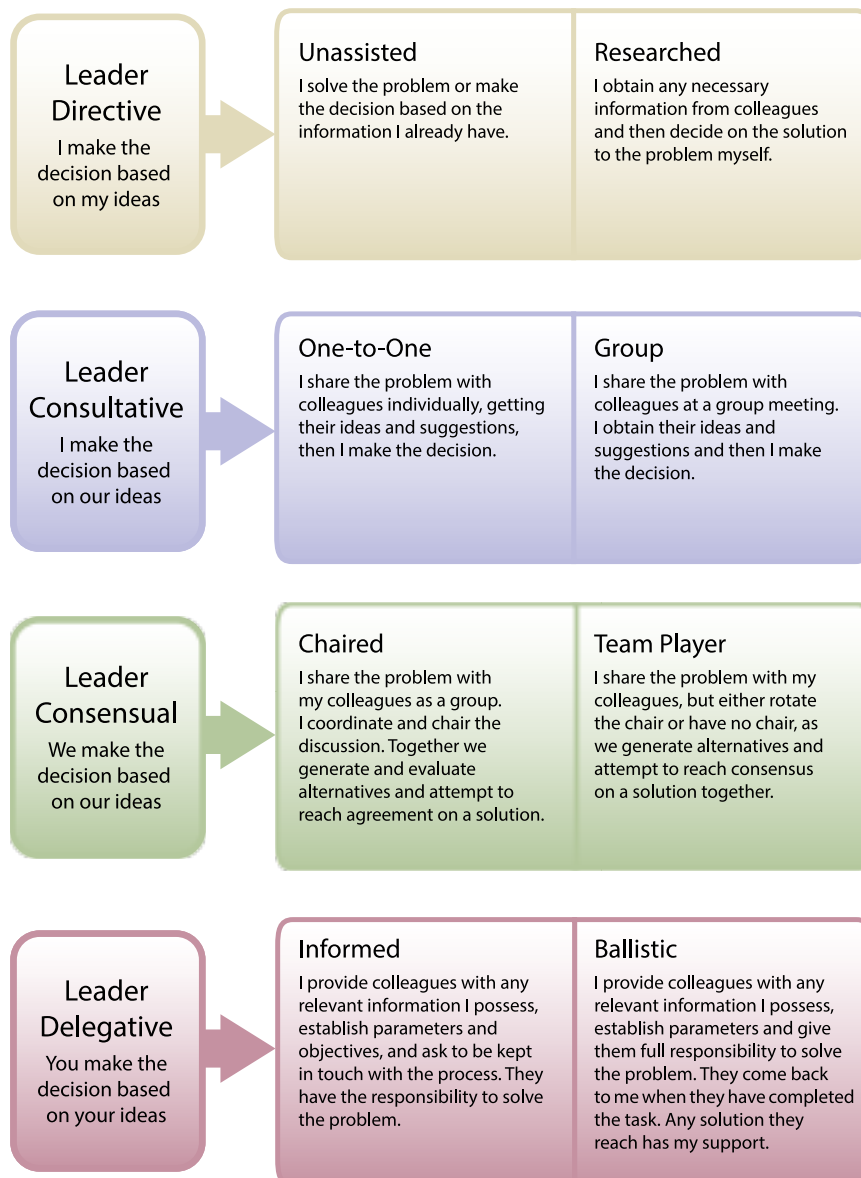 Leader
Directive
I make the
decision based
on my ideas
Unassisted
I solve the problem or make
the decision based on the
information I already have.
Researched
I obtain any necessary
information from colleagues
and then decide on the solution
to the problem myself.
Leader
Consultative
I make the
decision based
on our ideas
One-to-One
I share the problem with
colleagues individually, getting
their ideas and suggestions,
then I make the decision.
Group
I share the problem with
colleagues at a group meeting.
I obtain their ideas and
suggestions and then I make
the decision.
Leader
Consensual
We make the
decision based
on our ideas
Chaired
I share the problem with
my colleagues as a group.
I coordinate and chair the
discussion. Together we
generate and evaluate
alternatives and attempt to
reach agreement on a solution.
Team Player
I share the problem with my
colleagues, but either rotate
the chair or have no chair, as
we generate alternatives and
attempt to reach consensus
on a solution together.
Leader
Delegative
You make the
decision based
on your ideas
Informed
I provide colleagues with any
relevant information I possess,
establish parameters and
objectives, and ask to be kept
in touch with the process. They
have the responsibility to solve
the problem.
Ballistic
I provide colleagues with any
relevant information I possess,
establish parameters and give
them full responsibility to solve
the problem. They come back
to me when they have completed
the task. Any solution they
reach has my support.